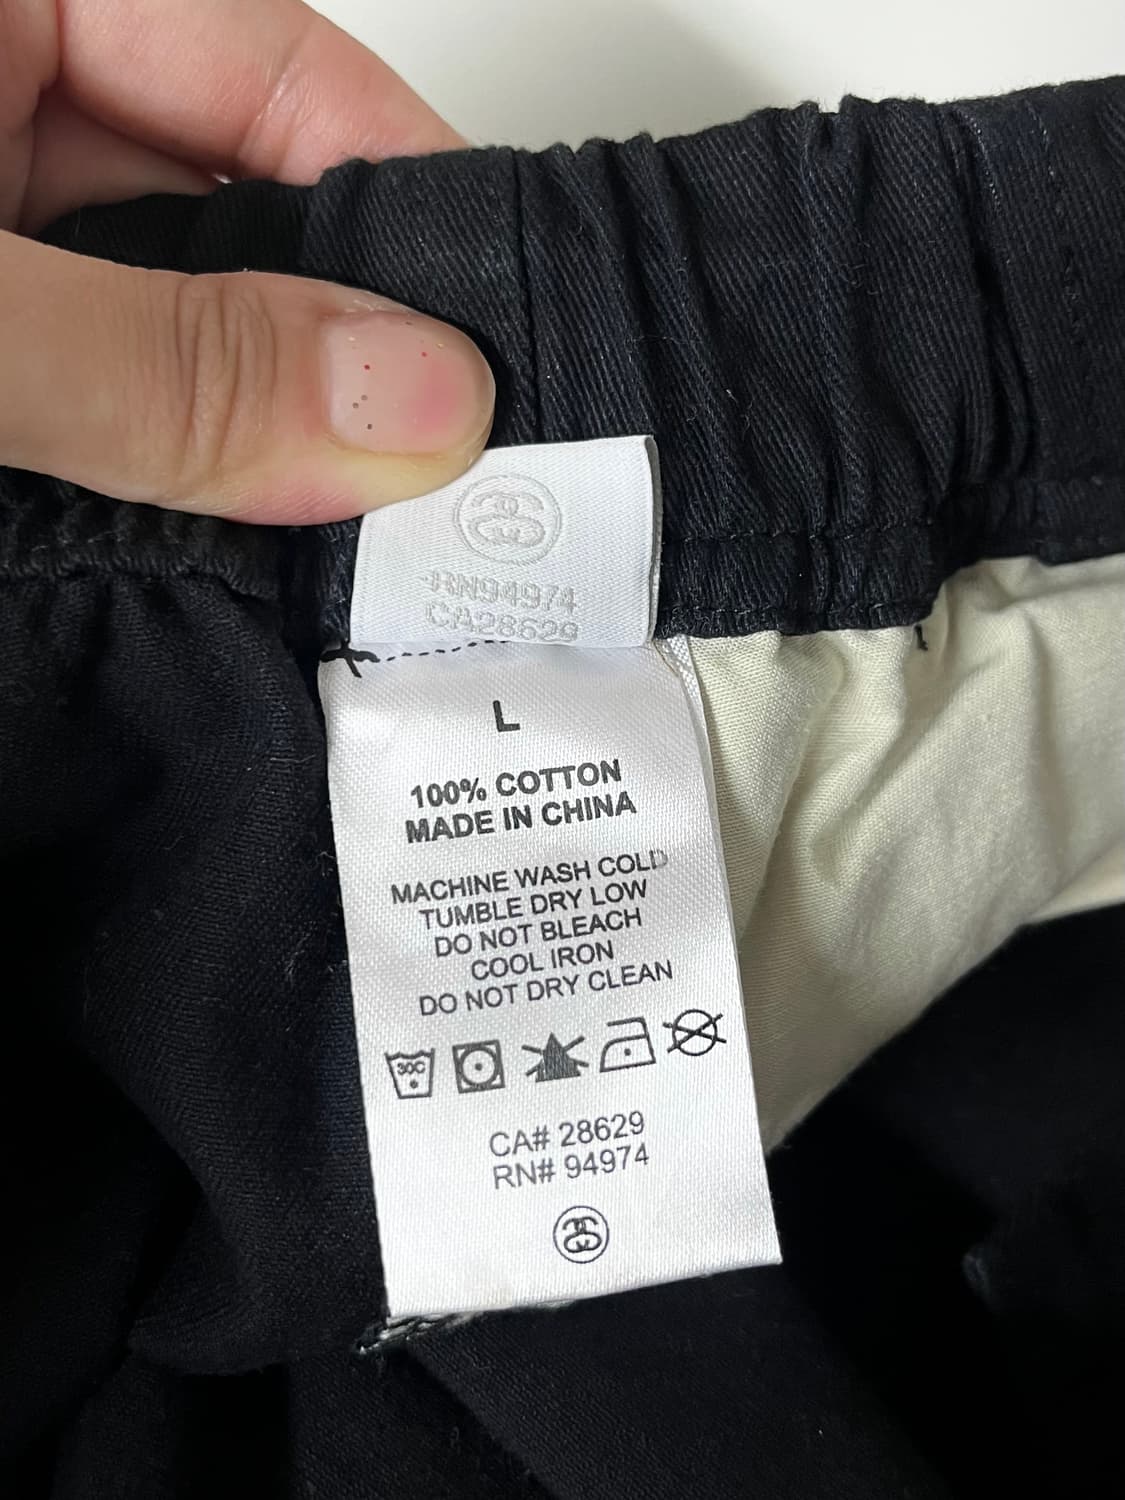 RN94974
CA28629
L
100% COTTON
MADE IN CHINA
MACHINE WASH COLD
TUMBLE DRY LOW
DO NOT BLEACH
COOL IRON
DO NOT DRY CLEAN
30C
CA# 28629
RN# 94974